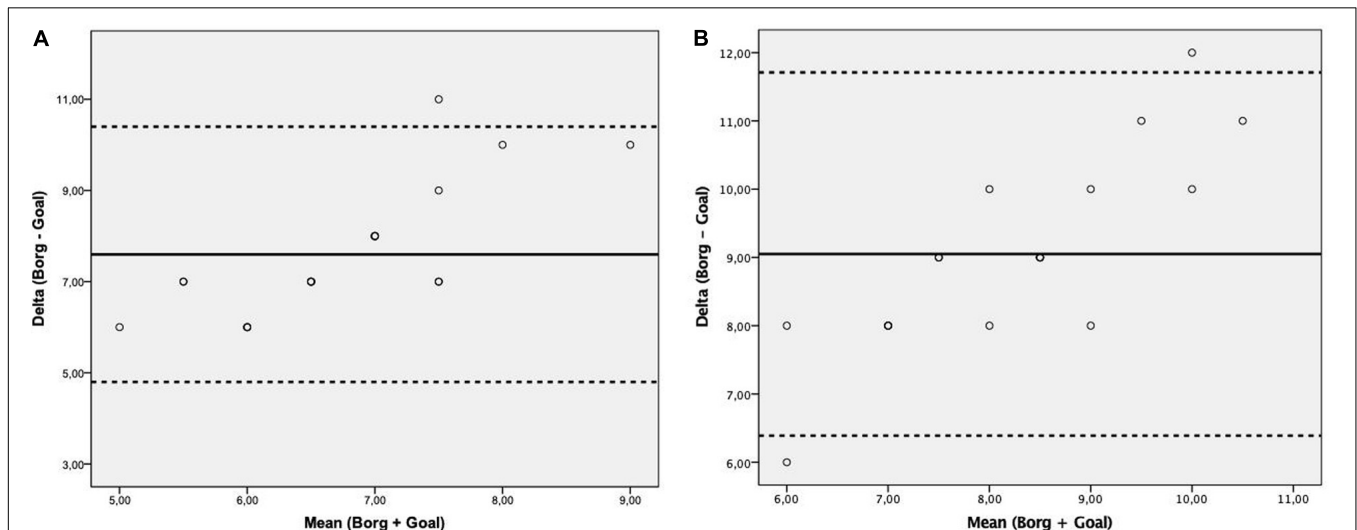 A
Delta (Borg - Goal)
11,00
9,00
7,00
5,00
3,00
5,00 6,00 7,00 8,00 9,00
Mean (Borg + Goal)
B
Delta (Borg – Goal)
12,00
11,00
10,00
9,00
8,00
7,00
6,00
6,00 7,00 8,00 9,00 10,00 11,00
Mean (Borg + Goal)